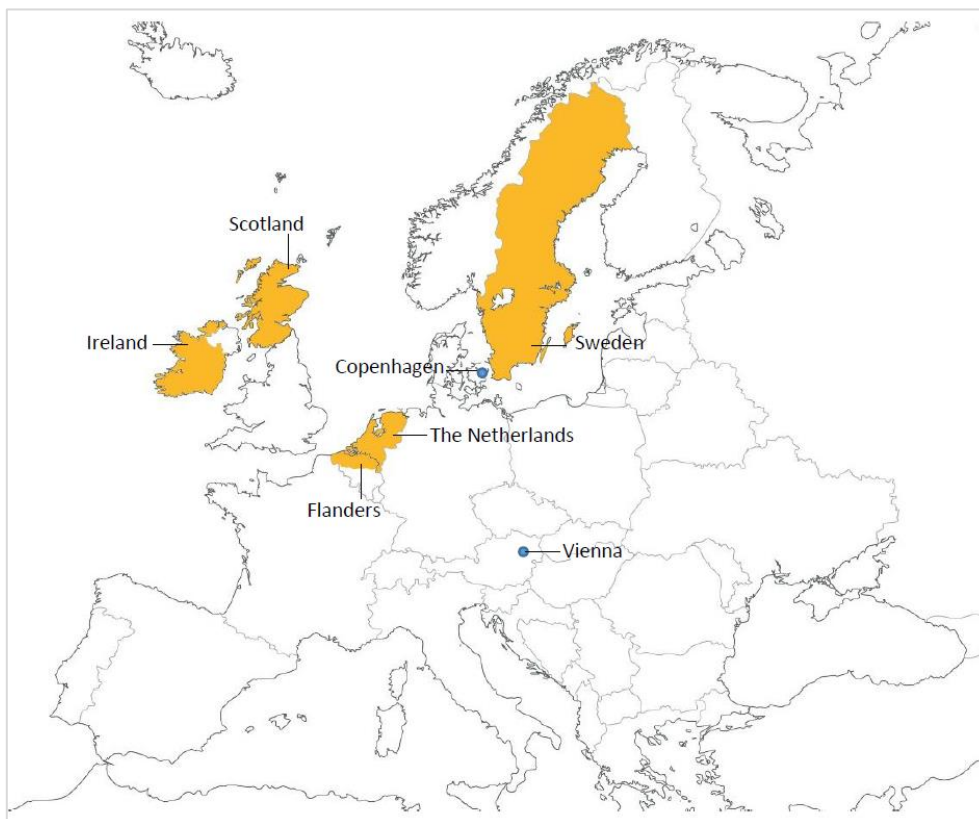 Scotland
Ireland
Sweden
Copenhagen
The Netherlands
Flanders
Vienna